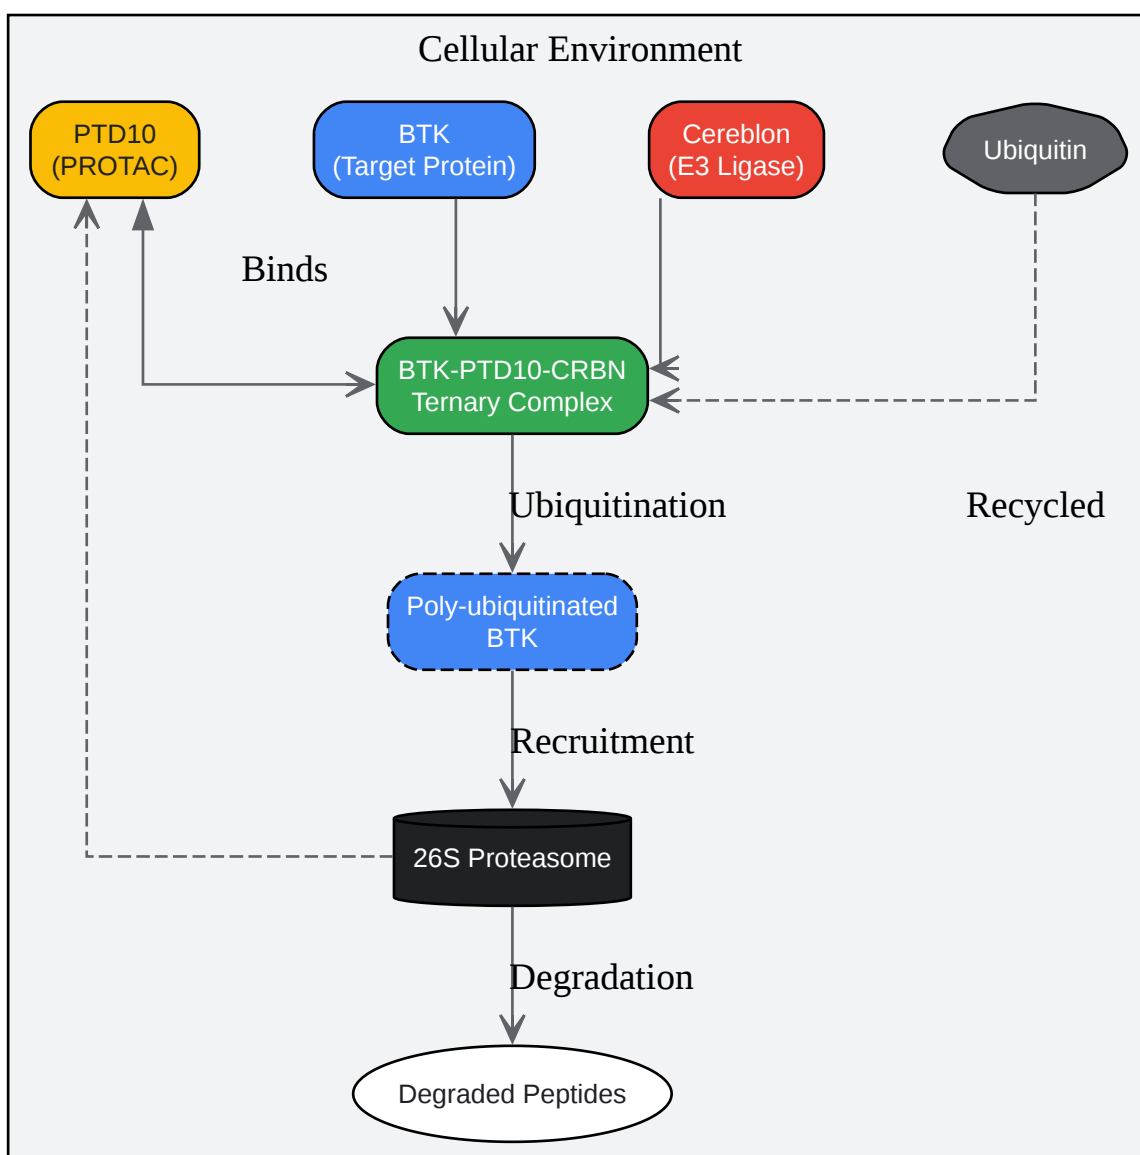 Cellular Environment
PTD10
(PROTAC)
BTK
(Target Protein)
Cereblon
(E3 Ligase)
Ubiquitin
Binds
BTK-PTD10-CRBN
Ternary Complex
Ubiquitination
Recycled
Poly-ubiquitinated
BTK
Recruitment
26S Proteasome
Degradation
Degraded Peptides